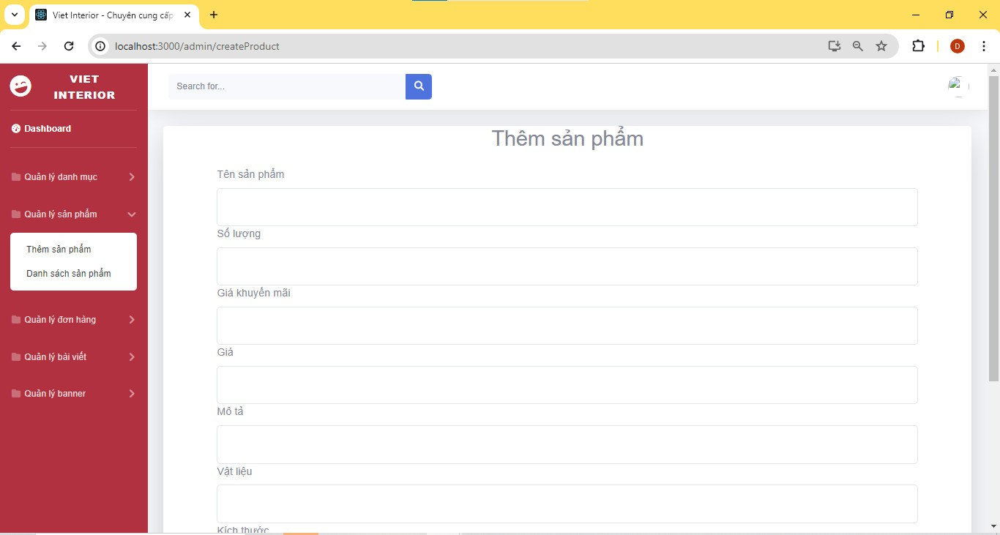 Viet Interior - Chuyên cung cấp
localhost:3000/admin/createProduct
D
VIET
INTERIOR
Search for...
Dashboard
Quản lý danh mục
Quản lý sản phẩm
Thêm sản phẩm
Danh sách sản phẩm
Quản lý đơn hàng
Quản lý bài viết
Quản lý banner
Thêm sản phẩm
Tên sản phẩm
Số lượng
Giá khuyến mãi
Giá
Mô tả
Vật liệu
Kích thước